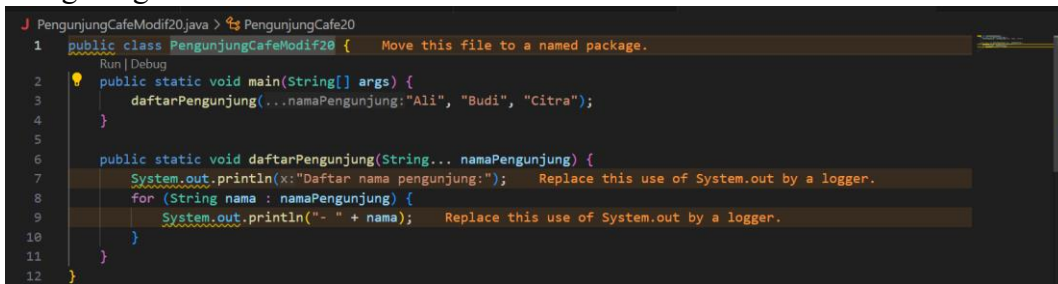 J PengunjungCafeModif20.java > PengunjungCafe20
1 public class PengunjungCafeModif20 { Move this file to a named package.
Run | Debug
2 public static void main(String[] args) {
3 daftarPengunjung(...namaPengunjung:"Ali", "Budi", "Citra");
4 }
5
6 public static void daftarPengunjung(String... namaPengunjung) {
7 System.out.println(x:"Daftar nama pengunjung:"); Replace this use of System.out by a logger.
8 for (String nama : namaPengunjung) {
9 System.out.println("- " + nama); Replace this use of System.out by a logger.
10 }
11 }
12 }